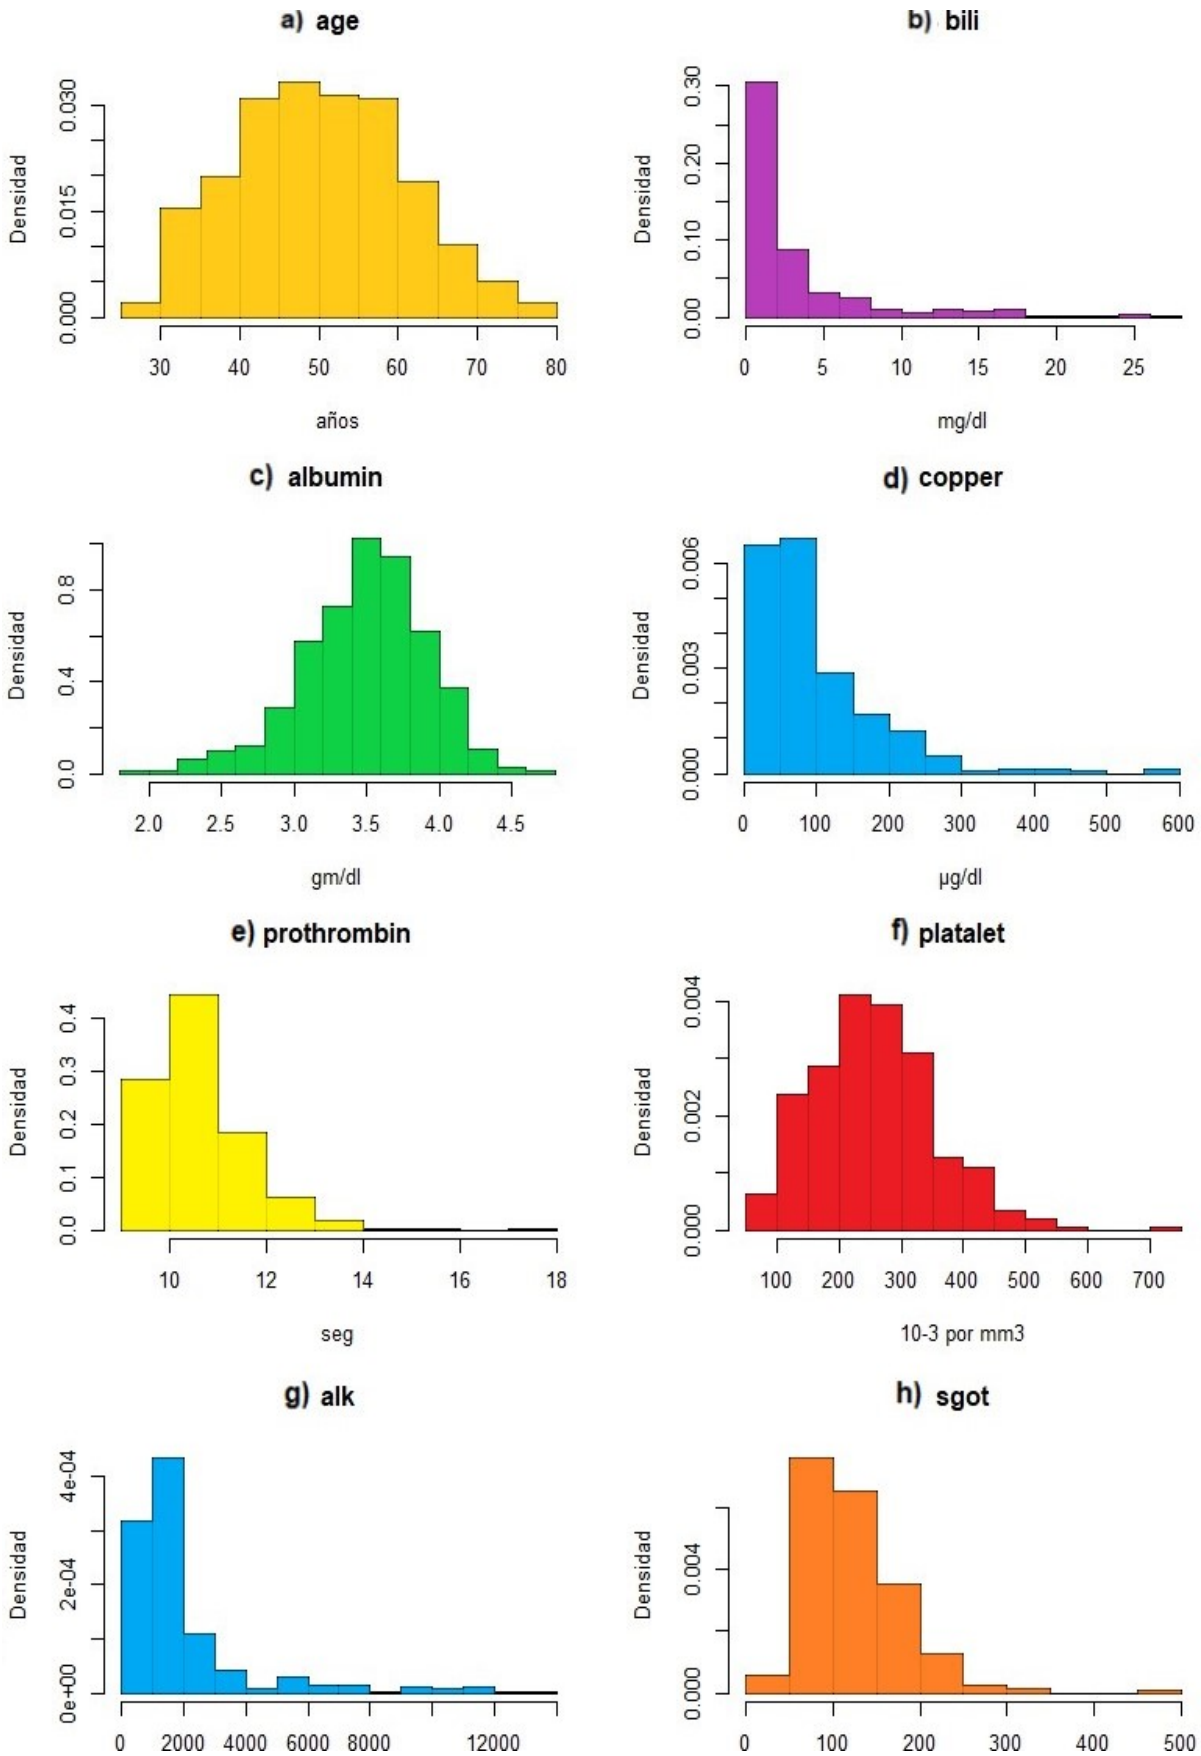 a) age
Densidad
0.000 0.015 0.030
30 40 50 60 70 80
años
b) bili
Densidad
0.00 0.10 0.20 0.30
0 5 10 15 20 25
mg/dl
c) albumin
Densidad
0.0 0.4 0.8
2.0 2.5 3.0 3.5 4.0 4.5
gm/dl
d) copper
Densidad
0.000 0.003 0.006
0 100 200 300 400 500 600
µg/dl
e) prothrombin
Densidad
0.0 0.1 0.2 0.3 0.4
10 12 14 16 18
seg
f) platalet
Densidad
0.000 0.002 0.004
100 200 300 400 500 600 700
10-3 por mm3
g) alk
Densidad
0e+00 2e-04 4e-04
0 2000 4000 6000 8000 12000
h) sgot
Densidad
0.000 0.004
0 100 200 300 400 500